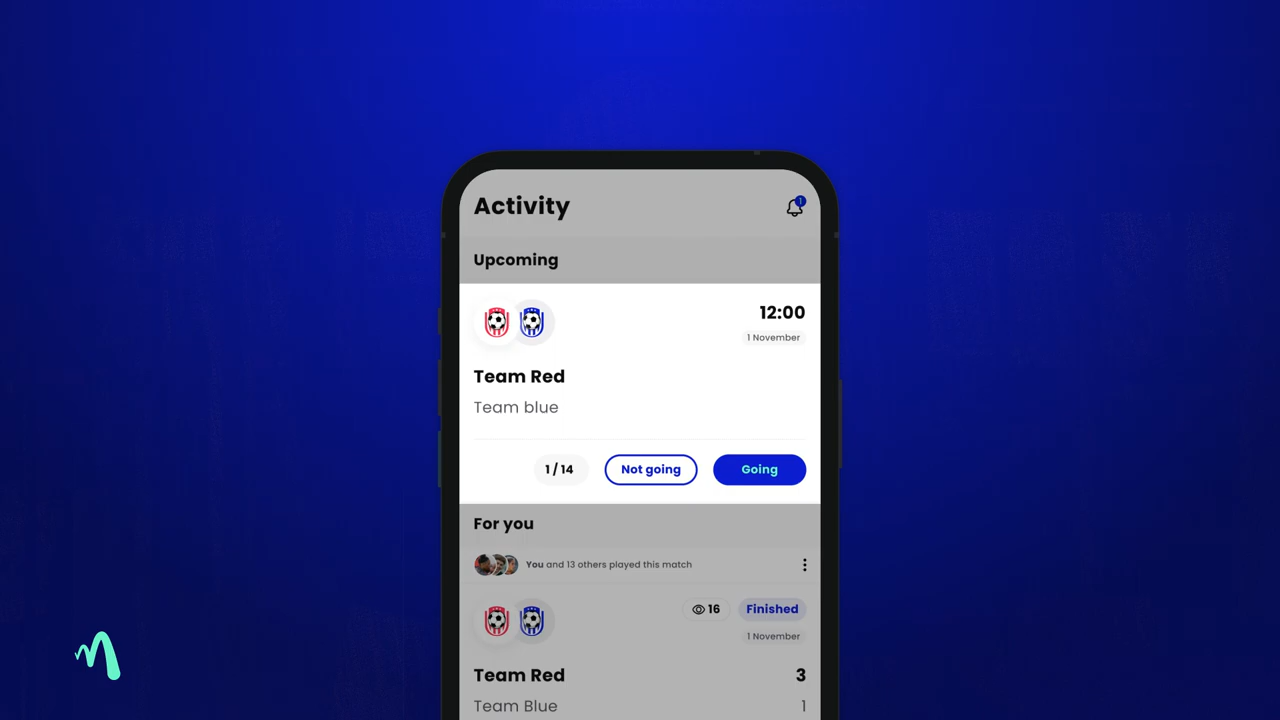 Activity
1
Upcoming
12:00
1 November
Team Red
Team blue
1 / 14
Not going
Going
For you
You and 13 others played this match
16
Finished
1 November
Team Red
3
Team Blue
1